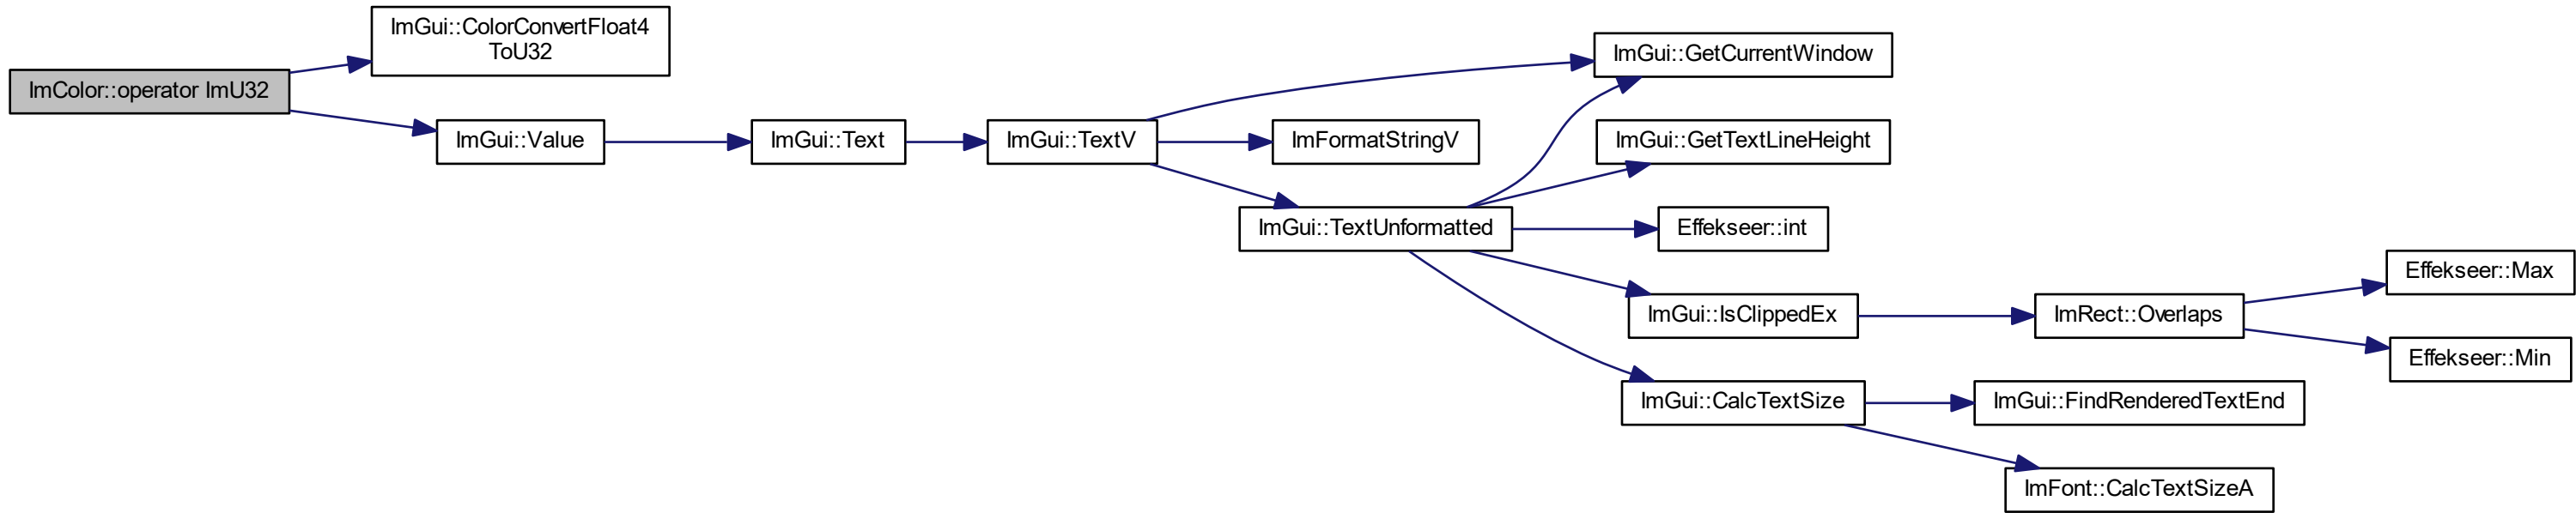 ImColor::operator ImU32
ImGui::ColorConvertFloat4
ToU32
ImGui::Value
ImGui::Text
ImGui::TextV
ImGui::GetCurrentWindow
ImFormatStringV
ImGui::TextUnformatted
ImGui::GetTextLineHeight
Effekseer::int
ImGui::IsClippedEx
ImRect::Overlaps
Effekseer::Max
Effekseer::Min
ImGui::CalcTextSize
ImGui::FindRenderedTextEnd
ImFont::CalcTextSizeA